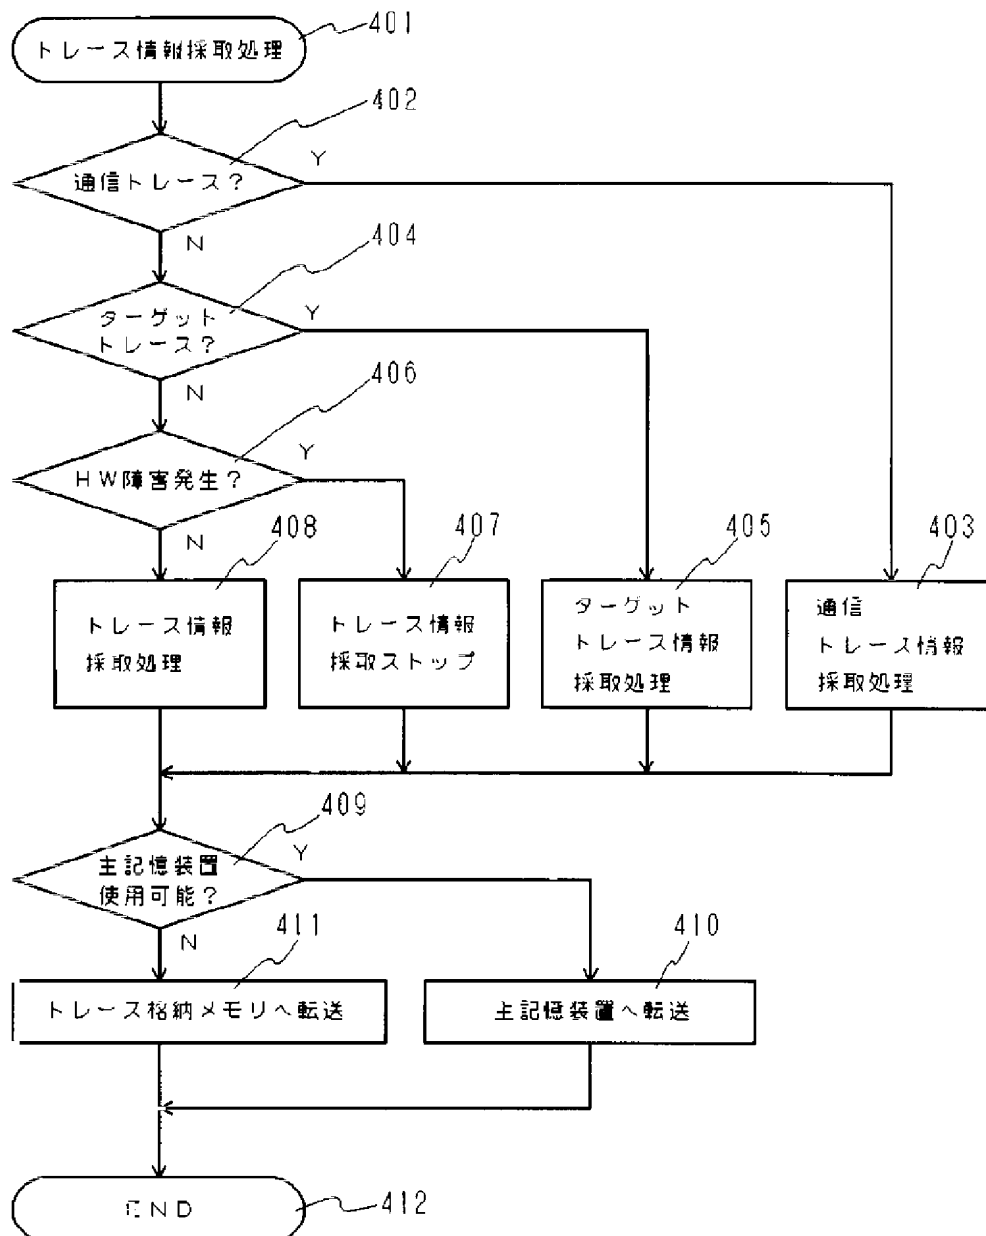 トレース情報採取処理
401
402
通信トレース?
Y
N
404
ターゲット
トレース?
Y
N
406
HW障害発生?
Y
N
408
407
405
403
トレース情報
採取処理
トレース情報
採取ストップ
ターゲット
トレース情報
採取処理
通信
トレース情報
採取処理
409
主記憶装置
使用可能?
Y
N
411
410
トレース格納メモリへ転送
主記憶装置へ転送
END
412